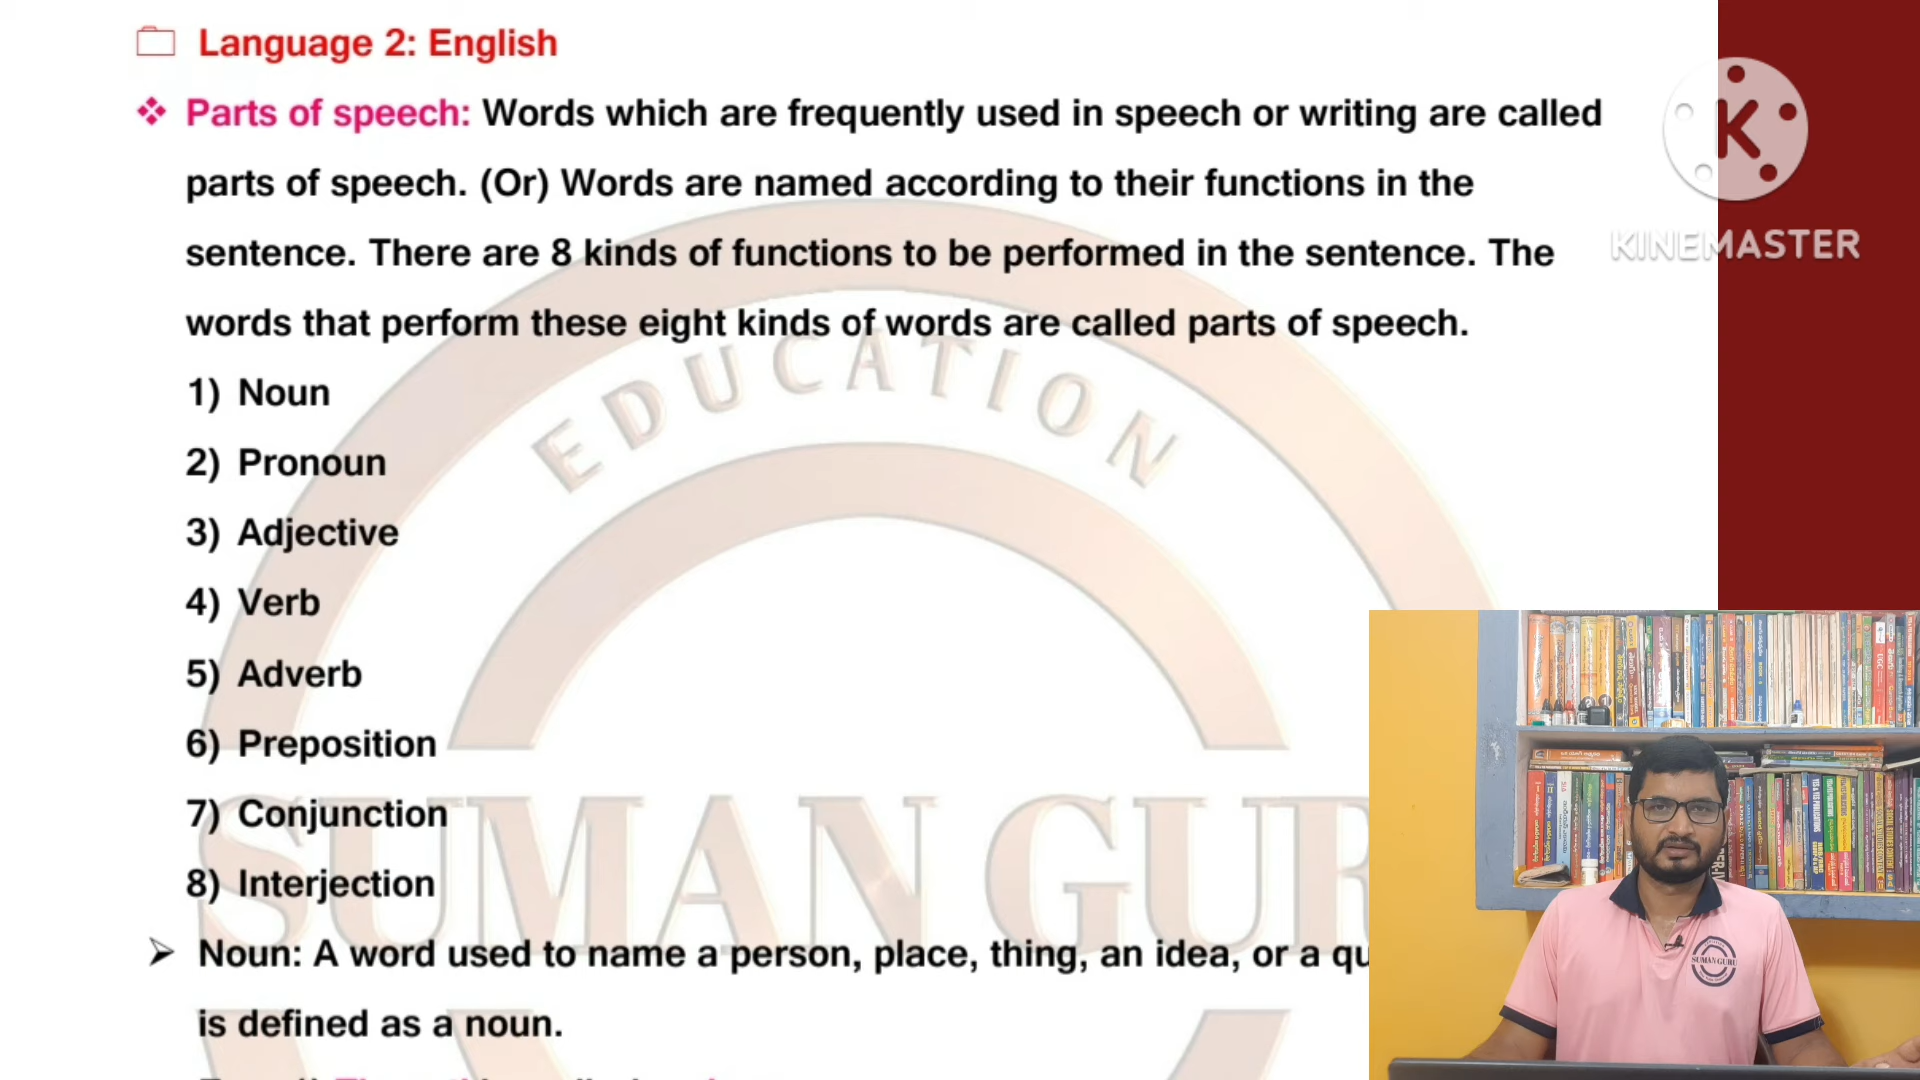 Language 2: English
Parts of speech: Words which are frequently used in speech or writing are called
parts of speech. (Or) Words are named according to their functions in the
sentence. There are 8 kinds of functions to be performed in the sentence. The
words that perform these eight kinds of words are called parts of speech.
1) Noun
2) Pronoun
3) Adjective
4) Verb
5) Adverb
6) Preposition
7) Conjunction
8) Interjection
Noun: A word used to name a person, place, thing, an idea, or a qu
is defined as a noun.
K
KINEMASTER
EDUCATION
SUMAN GUR
SUMAN GURU